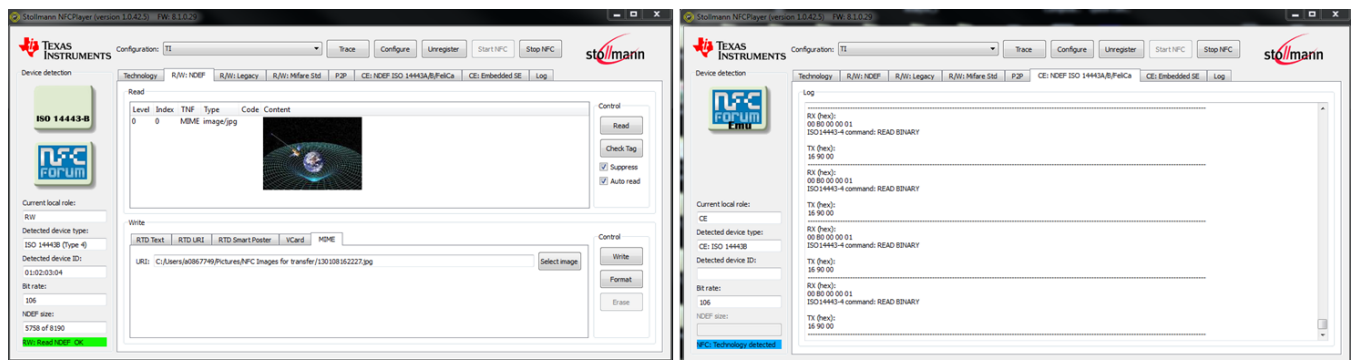 Stollmann NFCPlayer (version 1.0.42.5) FW: 8.1.0.29
TEXAS INSTRUMENTS
Configuration: TI
Trace
Configure
Unregister
Start NFC
Stop NFC
stollmann
Device detection
ISO 14443-B
NFC FORUM
Current local role:
RW
Detected device type:
ISO 14443B (Type 4)
Detected device ID:
01:02:03:04
Bit rate:
106
NDEF size:
5758 of 8190
RW: Read NDEF OK
Technology
R/W: NDEF
R/W: Legacy
R/W: Mifare Std
P2P
CE: NDEF ISO 14443A/B/FeliCa
CE: Embedded SE
Log
Read
Level Index TNF Type Code Content
0 0 MIME image/jpg
Control
Read
Check Tag
Suppress
Auto read
Write
RTD Text
RTD URI
RTD Smart Poster
VCard
MIME
URI: C:/Users/a0867749/Pictures/NFC Images for transfer/130108162227.jpg
Select image
Control
Write
Format
Erase
Stollmann NFCPlayer (version 1.0.42.5) FW: 8.1.0.29
TEXAS INSTRUMENTS
Configuration: TI
Trace
Configure
Unregister
Start NFC
Stop NFC
stollmann
Device detection
NFC FORUM
Emu
Current local role:
CE
Detected device type:
CE: ISO 14443B
Detected device ID:
Bit rate:
106
NDEF size:
NFC: Technology detected
Technology
R/W: NDEF
R/W: Legacy
R/W: Mifare Std
P2P
CE: NDEF ISO 14443A/B/FeliCa
CE: Embedded SE
Log
Log
RX (hex):
00 B0 00 00 01
ISO14443-4 command: READ BINARY
TX (hex):
16 90 00
RX (hex):
00 B0 00 00 01
ISO14443-4 command: READ BINARY
TX (hex):
16 90 00
RX (hex):
00 B0 00 00 01
ISO14443-4 command: READ BINARY
TX (hex):
16 90 00
RX (hex):
00 B0 00 00 01
ISO14443-4 command: READ BINARY
TX (hex):
16 90 00